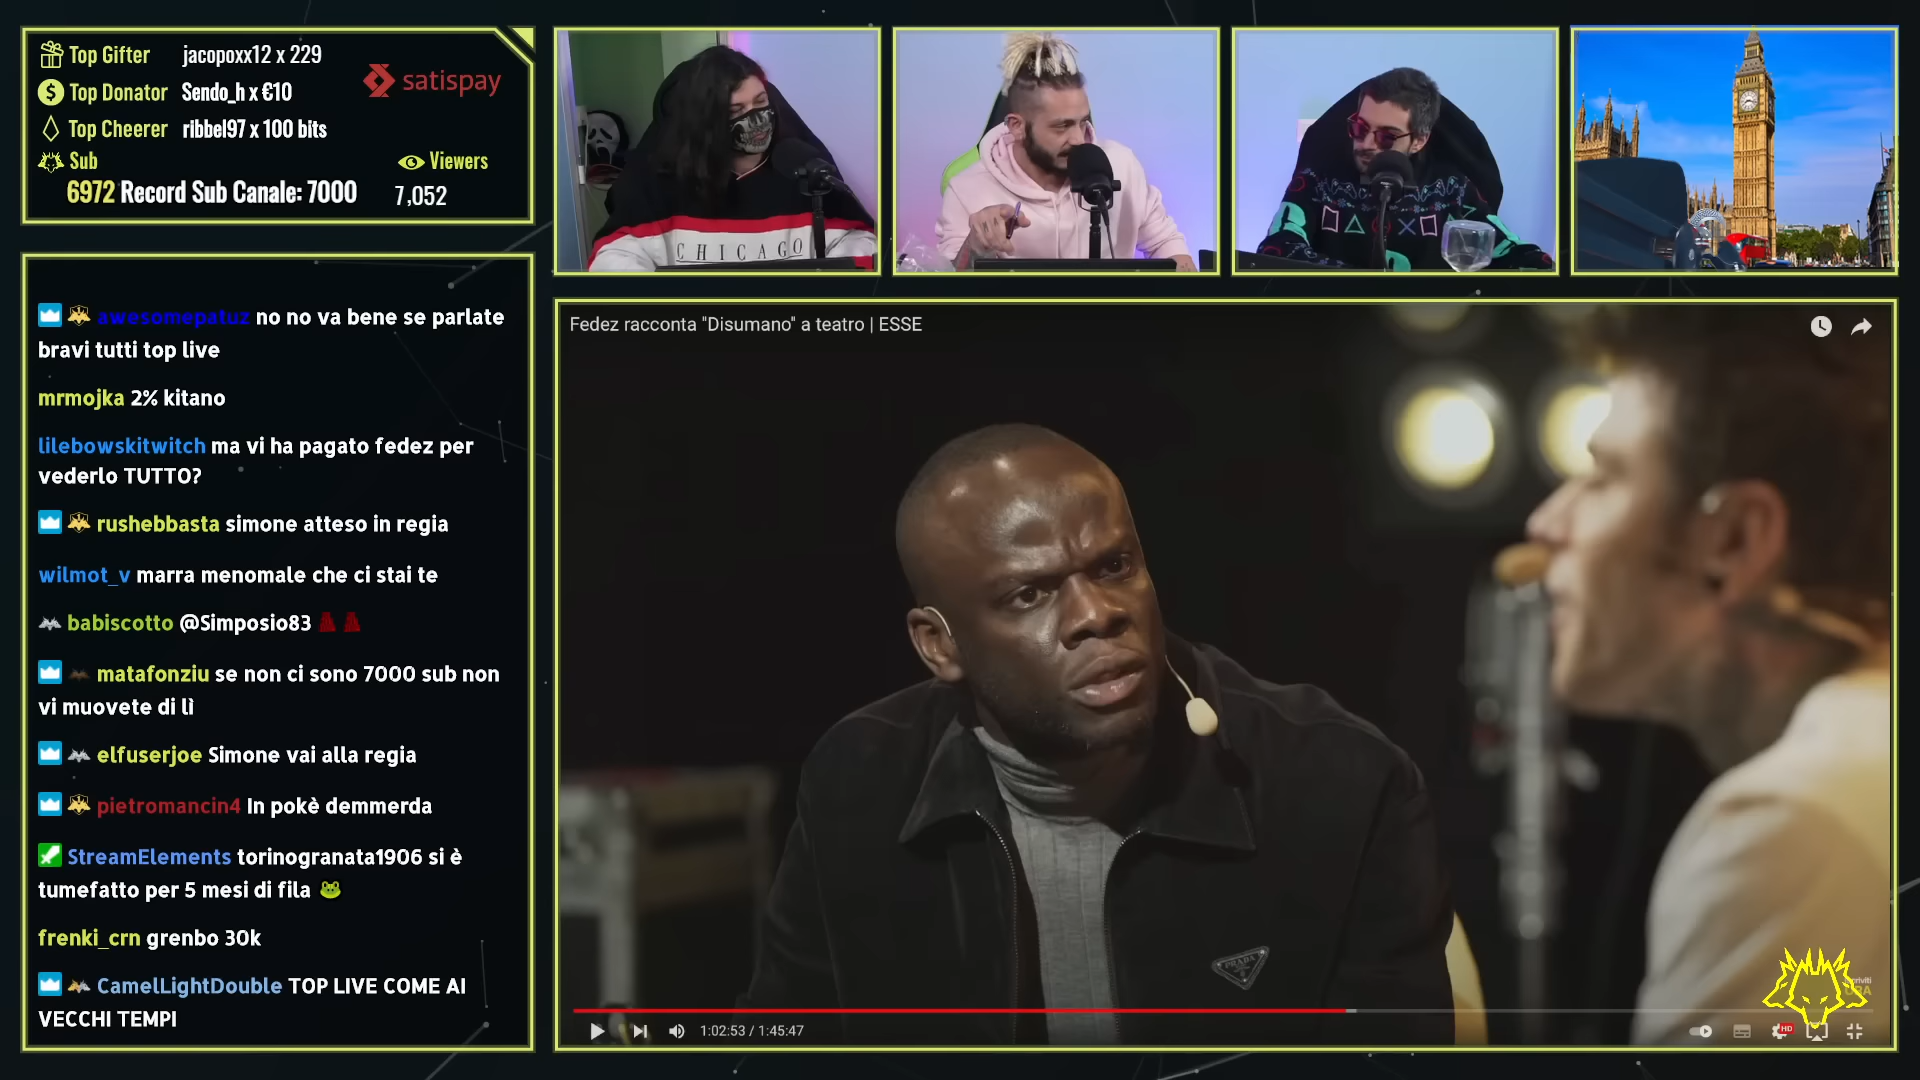 Top Gifter jacopoxx12 x 229
satispay
Top Donator Sendo_h x €10
Top Cheerer ribbel97 x 100 bits
Sub
Viewers
6972 Record Sub Canale: 7000
7,052
CHICAGO
awesomepatuz no no va bene se parlate
bravi tutti top live
mrmojka 2% kitano
lilebowskitwitch ma vi ha pagato fedez per
vederlo TUTTO?
rushebbasta simone atteso in regia
wilmot_v marra menomale che ci stai te
babiscotto @Simposio83
matafonziu se non ci sono 7000 sub non
vi muovete di lì
elfuserjoe Simone vai alla regia
pietromancin4 In pokè demmerda
StreamElements torinogranata1906 si è
tumefatto per 5 mesi di fila
frenki_crn grenbo 30k
CamelLightDouble TOP LIVE COME AI
VECCHI TEMPI
Fedez racconta "Disumano" a teatro | ESSE
PRADA
1:02:53 / 1:45:47
HD